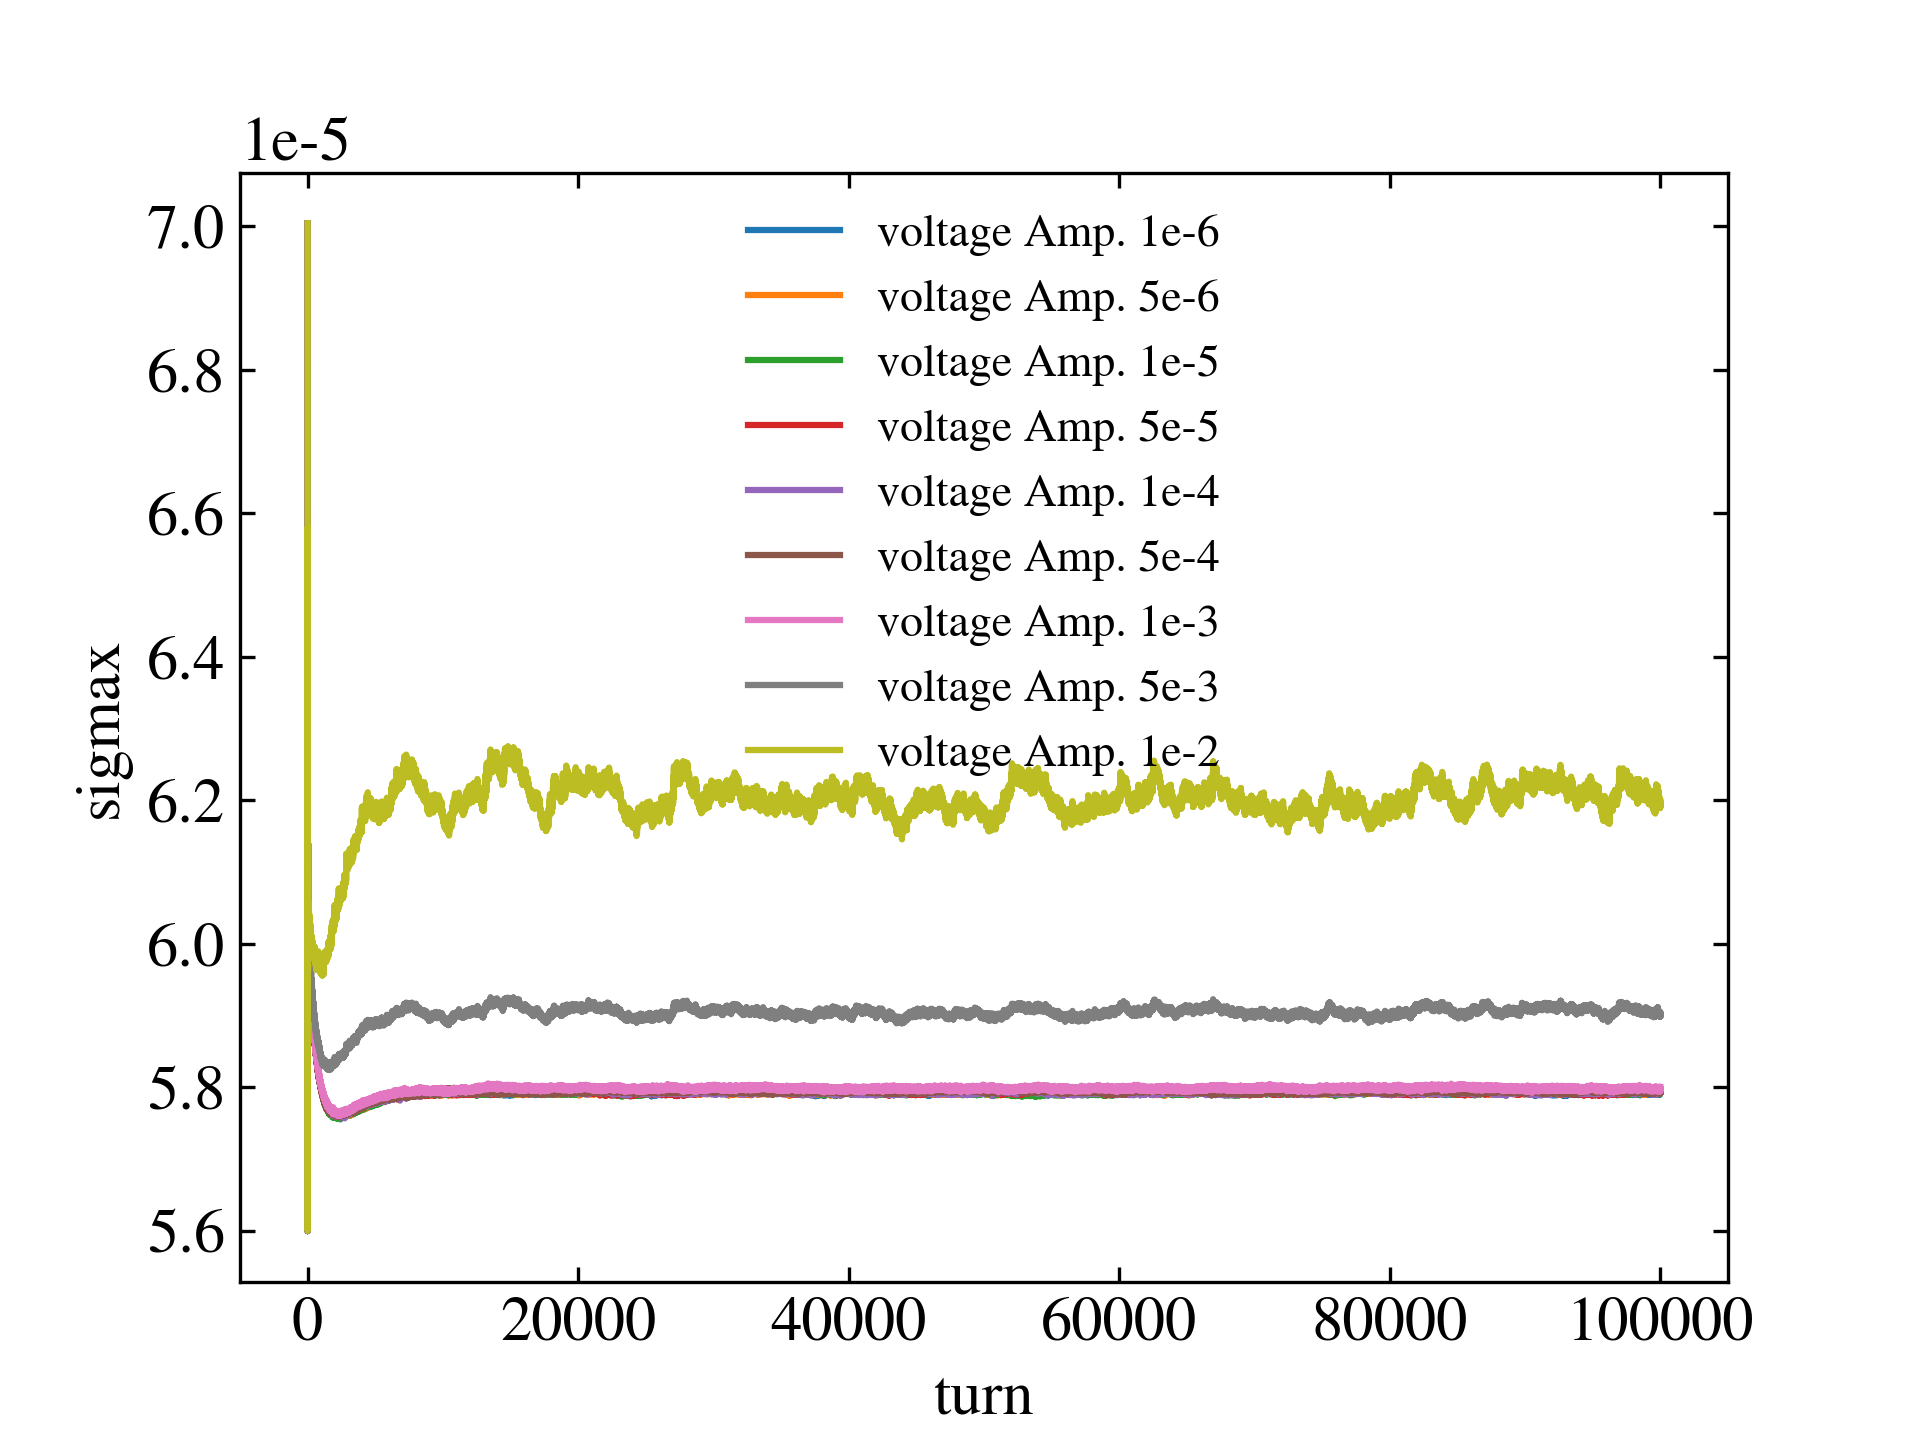 1e-5
7.0
6.8
6.6
6.4
6.2
6.0
5.8
5.6
sigmax
voltage Amp. 1e-6
voltage Amp. 5e-6
voltage Amp. 1e-5
voltage Amp. 5e-5
voltage Amp. 1e-4
voltage Amp. 5e-4
voltage Amp. 1e-3
voltage Amp. 5e-3
voltage Amp. 1e-2
0 20000 40000 60000 80000 100000
turn